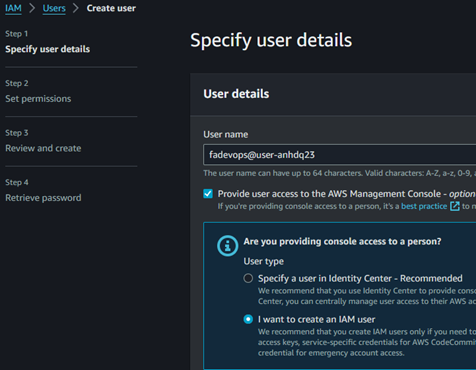 IAM > Users > Create user
Step 1
Specify user details
Step 2
Set permissions
Step 3
Review and create
Step 4
Retrieve password
Specify user details
User details
User name
fadevops@user-anhdq23
The user name can have up to 64 characters. Valid characters: A-Z, a-z, 0-9,
Provide user access to the AWS Management Console - option
If you're providing console access to a person, it's a best practice to
Are you providing console access to a person?
User type
Specify a user in Identity Center - Recommended
We recommend that you use Identity Center to provide conso
Center, you can centrally manage user access to their AWS ac
I want to create an IAM user
We recommend that you create IAM users only if you need to
access keys, service-specific credentials for AWS CodeCommit
credential for emergency account access.